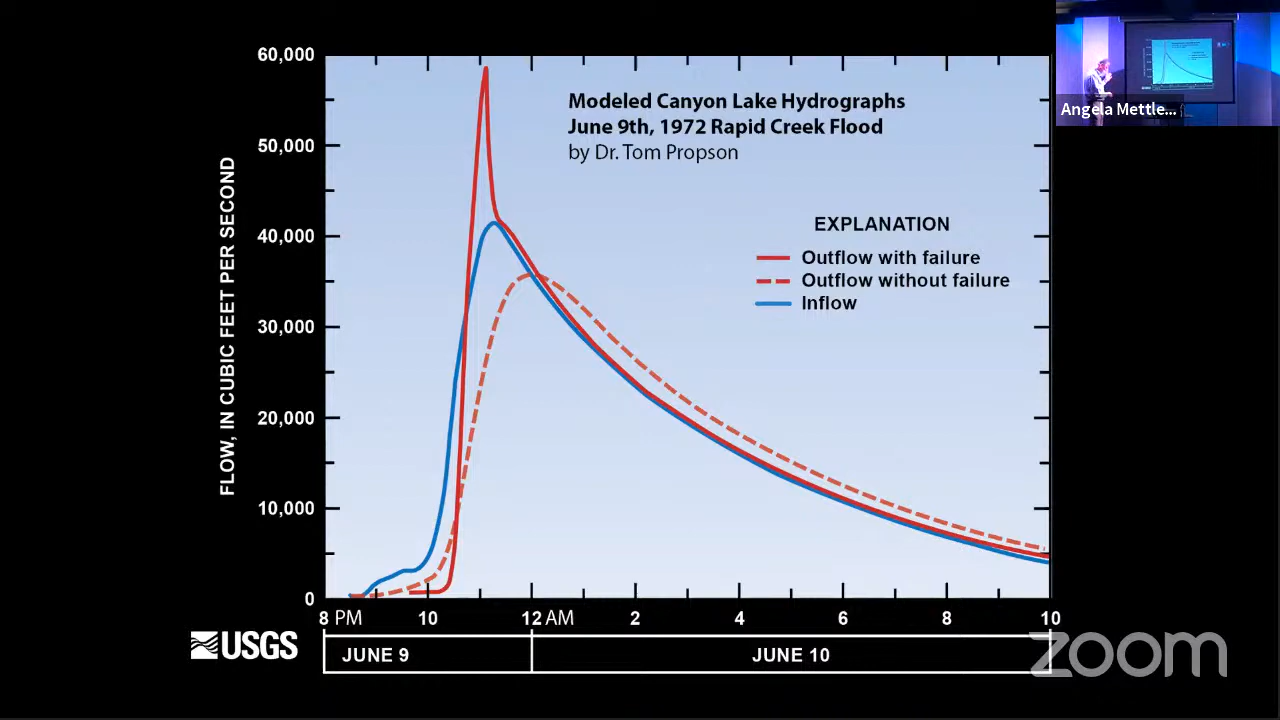 Modeled Canyon Lake Hydrographs
June 9th, 1972 Rapid Creek Flood
by Dr. Tom Propson
EXPLANATION
Outflow with failure
Outflow without failure
Inflow
FLOW, IN CUBIC FEET PER SECOND
60,000
50,000
40,000
30,000
20,000
10,000
0
8 PM 10 12 AM 2 4 6 8 10
JUNE 9 JUNE 10
USGS
zoom
Angela Mettle...